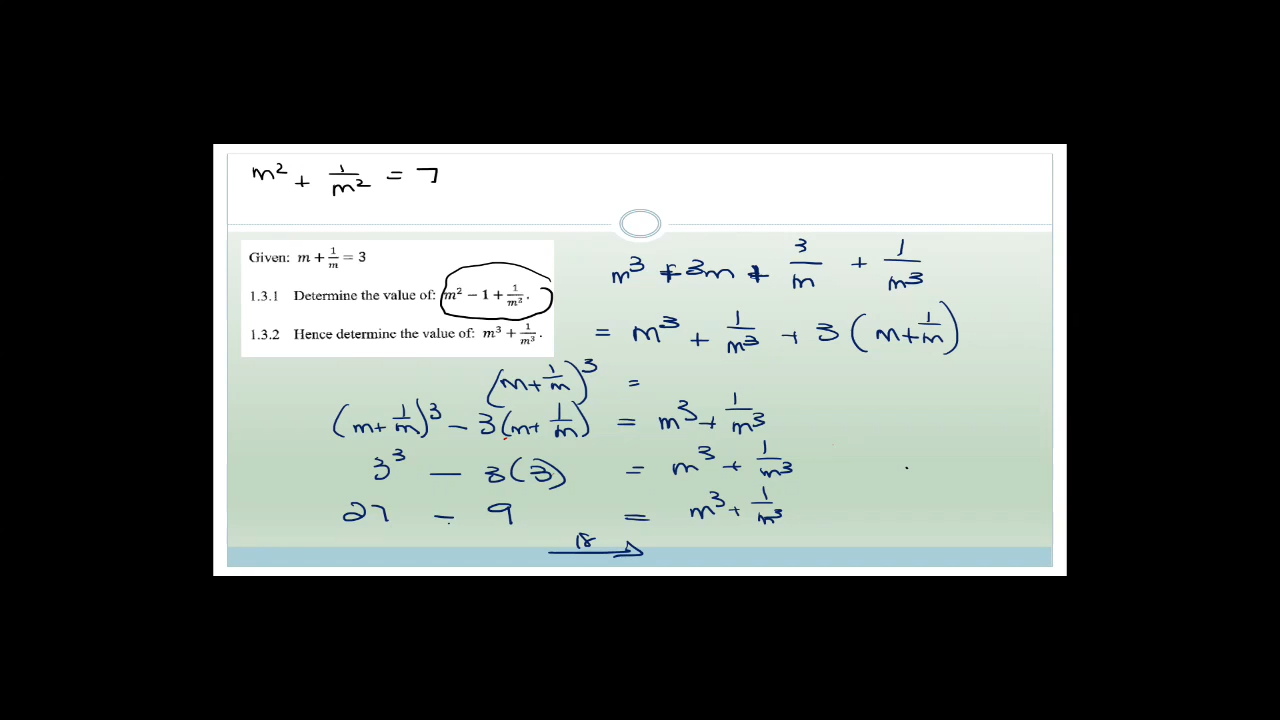 m² + 1/m² = 7
Given: m + 1/m = 3
1.3.1 Determine the value of: m² − 1 + 1/m².
1.3.2 Hence determine the value of: m³ + 1/m³.
m³ + 3m + 3/m + 1/m³
= m³ + 1/m³ + 3(m + 1/m)
(m + 1/m)³ =
(m + 1/m)³ − 3(m + 1/m) = m³ + 1/m³
3³ − 3(3) = m³ + 1/m³
27 − 9 = m³ + 1/m³
18